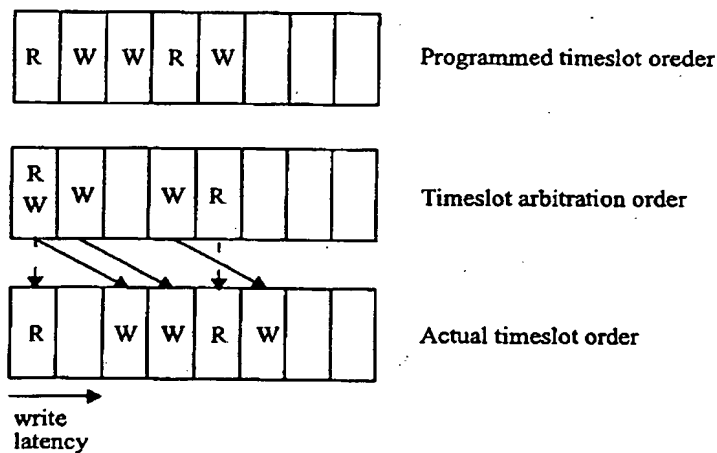 R W W R W Programmed timeslot oreder
R
W W W R Timeslot arbitration order
R W W R W Actual timeslot order
write
latency